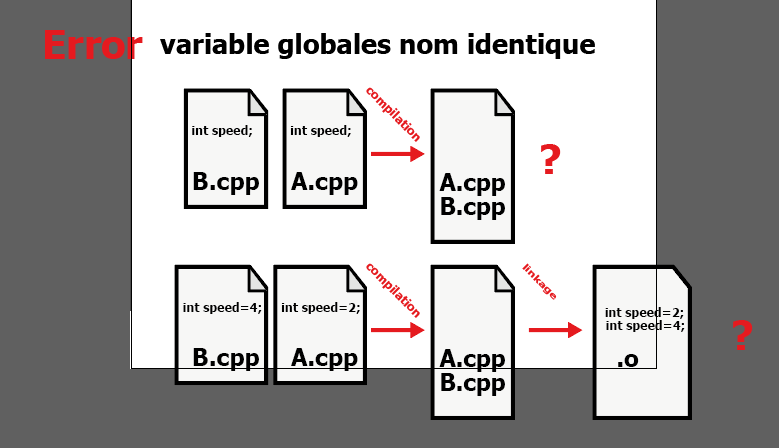 Error variable globales nom identique
int speed; int speed; compilation
B.cpp A.cpp A.cpp
B.cpp
?
int speed=4; int speed=2; compilation linkage int speed=2;
int speed=4;
B.cpp A.cpp A.cpp .o
B.cpp
?